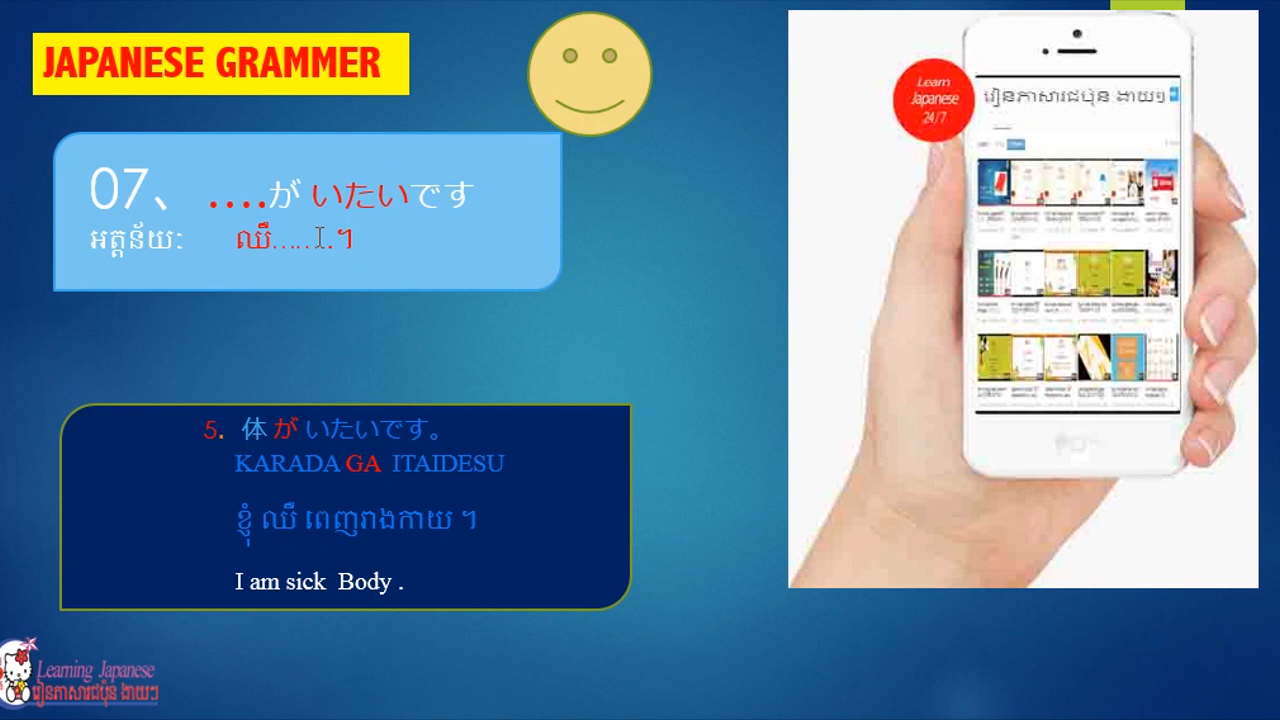 JAPANESE GRAMMER
07、 ....が いたいです
អត្តន័យៈ ឈឺ........។
5. 体 が いたいです。
KARADA GA ITAIDESU
ខ្ញុំ ឈឺ ពេញរាងកាយ ។
I am sick Body .
Learn
Japanese
24/7
រៀនភាសារជប៉ុន ងាយៗ
Learning Japanese
រៀនភាសារជប៉ុន ងាយៗ